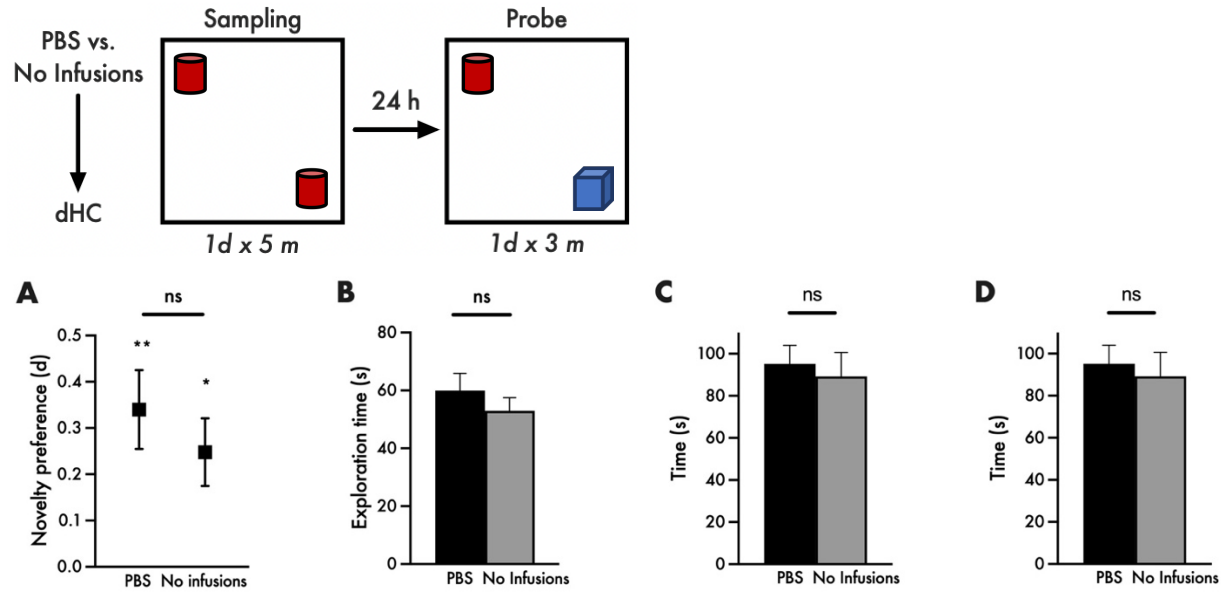 Sampling
Probe
PBS vs.
No Infusions
24 h
dHC
1d x 5 m
1d x 3 m
A
ns
Novelty preference (d)
0.5
0.4
0.3
0.2
0.1
0.0
**
*
PBS No infusions
B
ns
Exploration time (s)
80
60
40
20
0
PBS No Infusions
C
ns
Time (s)
100
80
60
40
20
0
PBS No Infusions
D
ns
Time (s)
100
80
60
40
20
0
PBS No Infusions